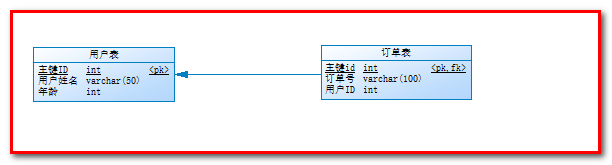 用户表
主键ID int <pk>
用户姓名 varchar(50)
年龄 int
订单表
主键id int <pk,fk>
订单号 varchar(100)
用户ID int